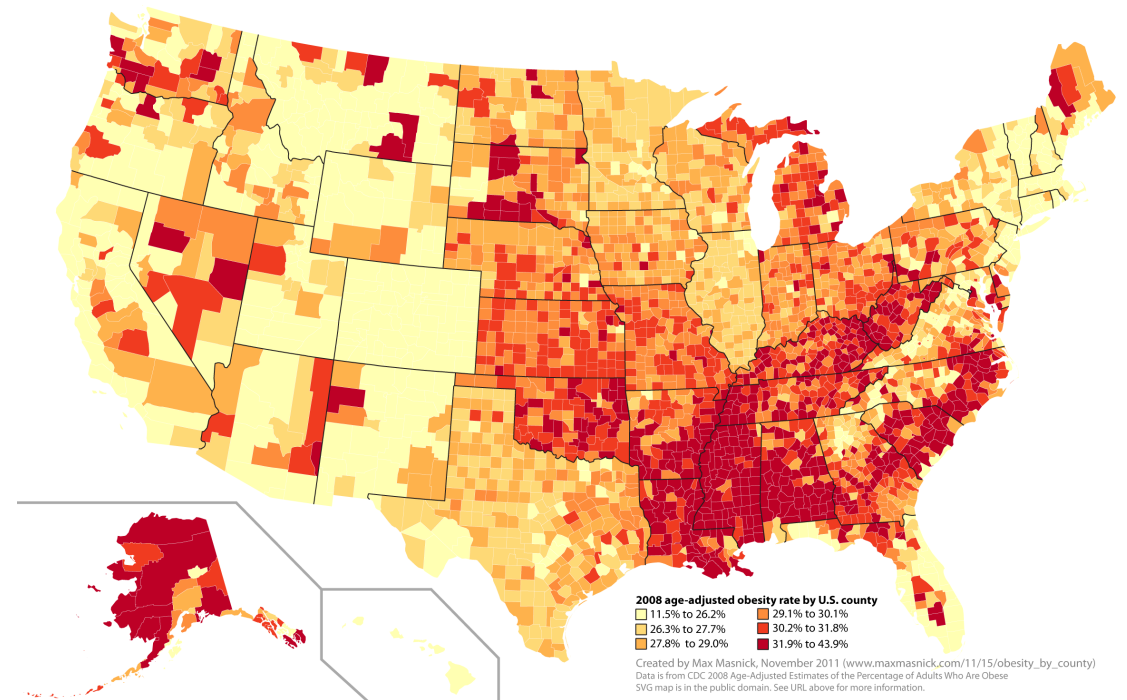 2008 age-adjusted obesity rate by U.S. county
11.5% to 26.2% 29.1% to 30.1%
26.3% to 27.7% 30.2% to 31.8%
27.8% to 29.0% 31.9% to 43.9%
Created by Max Masnick, November 2011 (www.maxmasnick.com/11/15/obesity_by_county)
Data is from CDC 2008 Age-Adjusted Estimates of the Percentage of Adults Who Are Obese
SVG map is in the public domain. See URL above for more information.